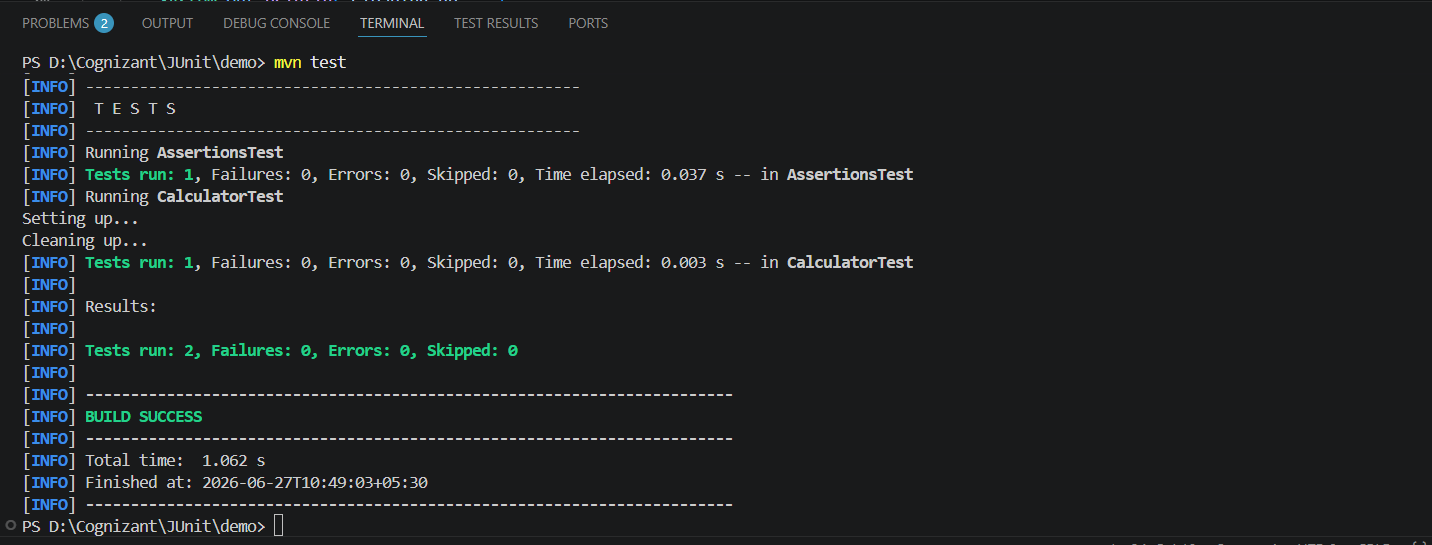 PROBLEMS 2 OUTPUT DEBUG CONSOLE TERMINAL TEST RESULTS PORTS
PS D:\Cognizant\JUnit\demo> mvn test
[INFO] -------------------------------------------------------
[INFO]  T E S T S
[INFO] -------------------------------------------------------
[INFO] Running AssertionsTest
[INFO] Tests run: 1, Failures: 0, Errors: 0, Skipped: 0, Time elapsed: 0.037 s -- in AssertionsTest
[INFO] Running CalculatorTest
Setting up...
Cleaning up...
[INFO] Tests run: 1, Failures: 0, Errors: 0, Skipped: 0, Time elapsed: 0.003 s -- in CalculatorTest
[INFO]
[INFO] Results:
[INFO]
[INFO] Tests run: 2, Failures: 0, Errors: 0, Skipped: 0
[INFO]
[INFO] ------------------------------------------------------------------------
[INFO] BUILD SUCCESS
[INFO] ------------------------------------------------------------------------
[INFO] Total time:  1.062 s
[INFO] Finished at: 2026-06-27T10:49:03+05:30
[INFO] ------------------------------------------------------------------------
PS D:\Cognizant\JUnit\demo>